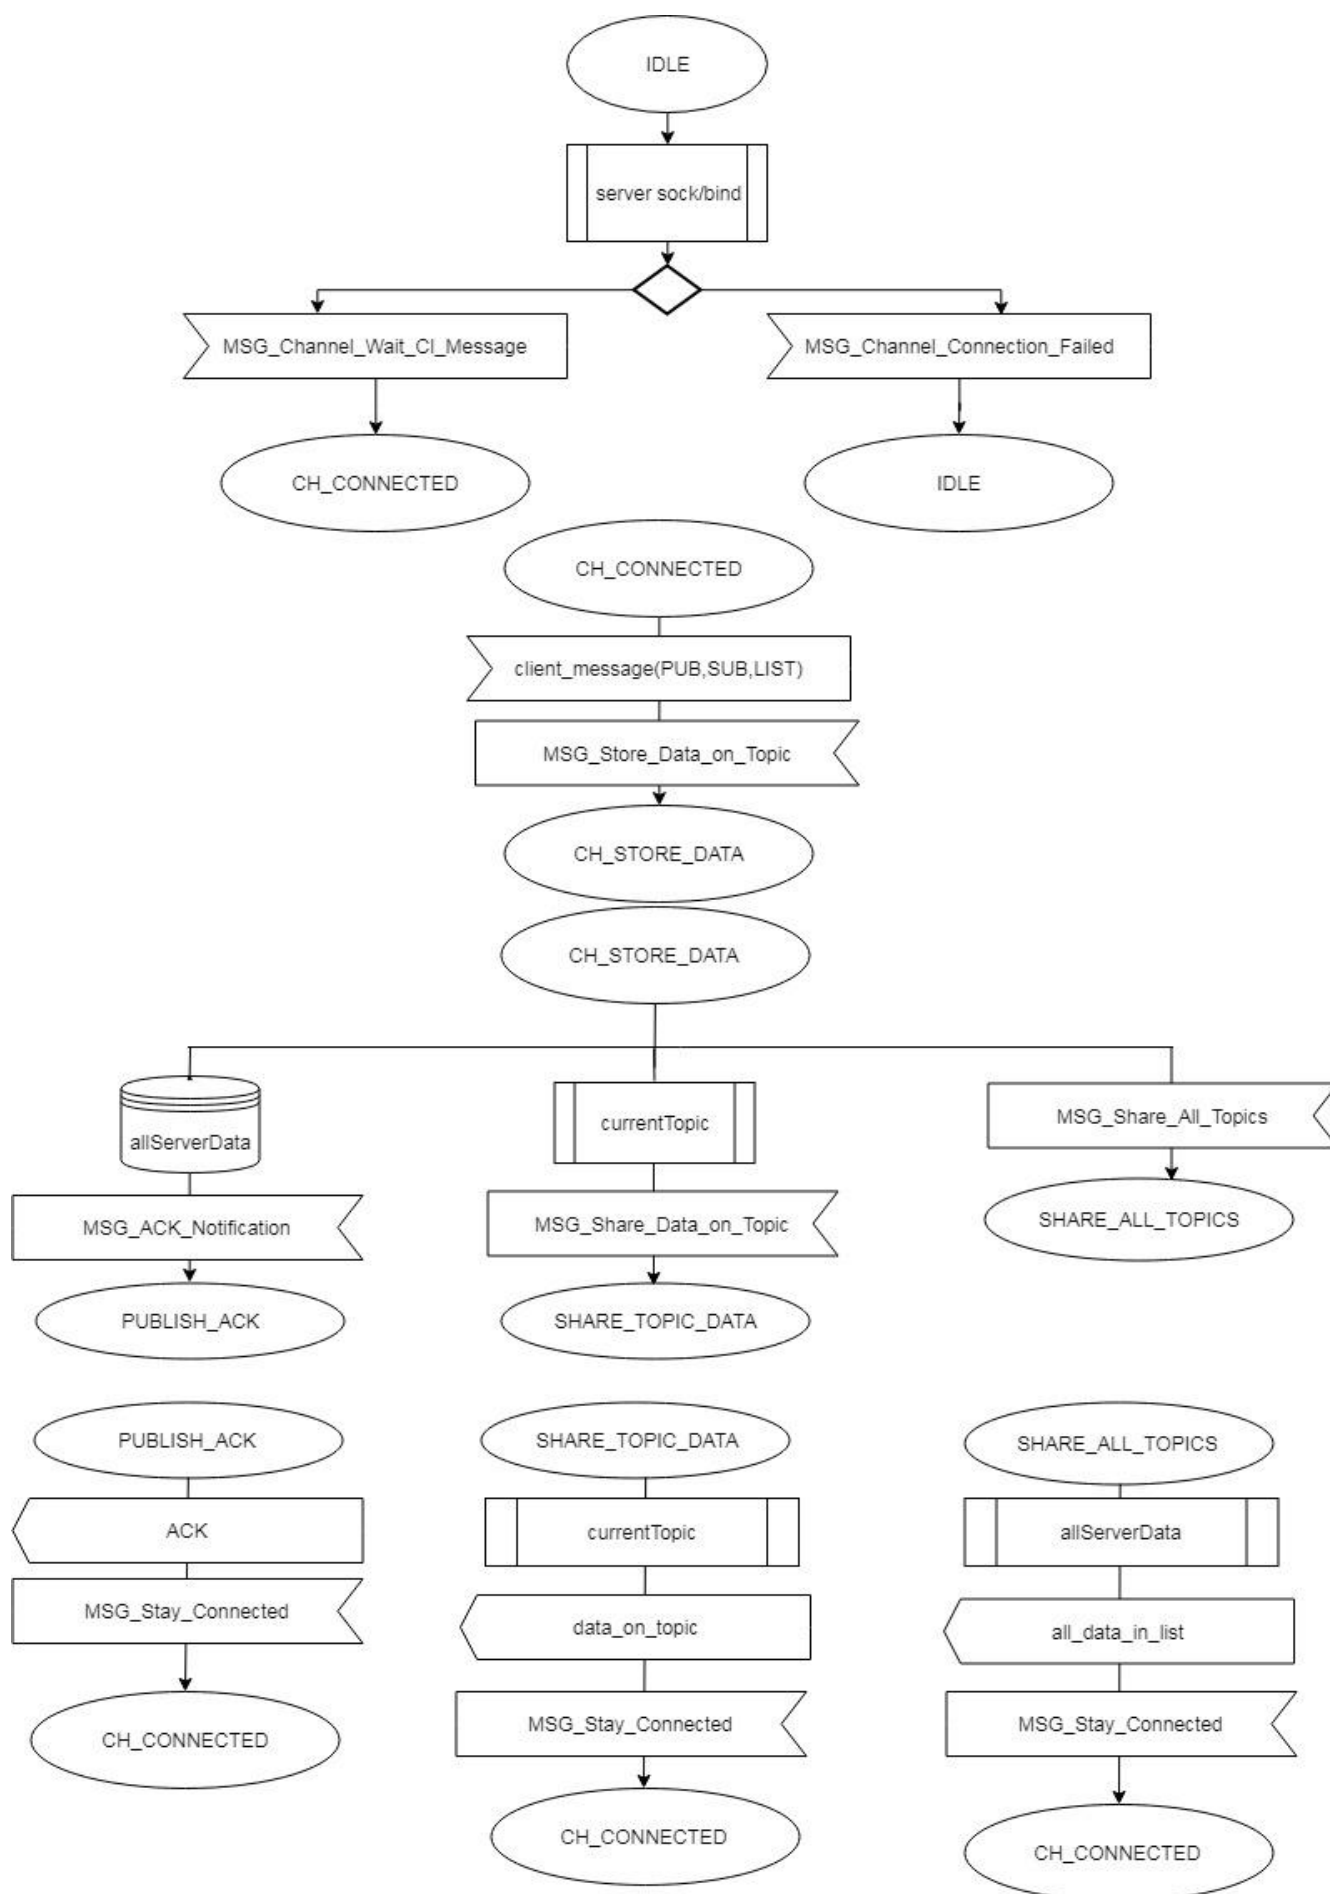 IDLE
server sock/bind
MSG_Channel_Wait_Cl_Message
MSG_Channel_Connection_Failed
CH_CONNECTED
IDLE
CH_CONNECTED
client_message(PUB,SUB,LIST)
MSG_Store_Data_on_Topic
CH_STORE_DATA
CH_STORE_DATA
allServerData
currentTopic
MSG_Share_All_Topics
MSG_ACK_Notification
MSG_Share_Data_on_Topic
SHARE_ALL_TOPICS
PUBLISH_ACK
SHARE_TOPIC_DATA
PUBLISH_ACK
SHARE_TOPIC_DATA
SHARE_ALL_TOPICS
ACK
currentTopic
allServerData
MSG_Stay_Connected
data_on_topic
all_data_in_list
CH_CONNECTED
MSG_Stay_Connected
MSG_Stay_Connected
CH_CONNECTED
CH_CONNECTED